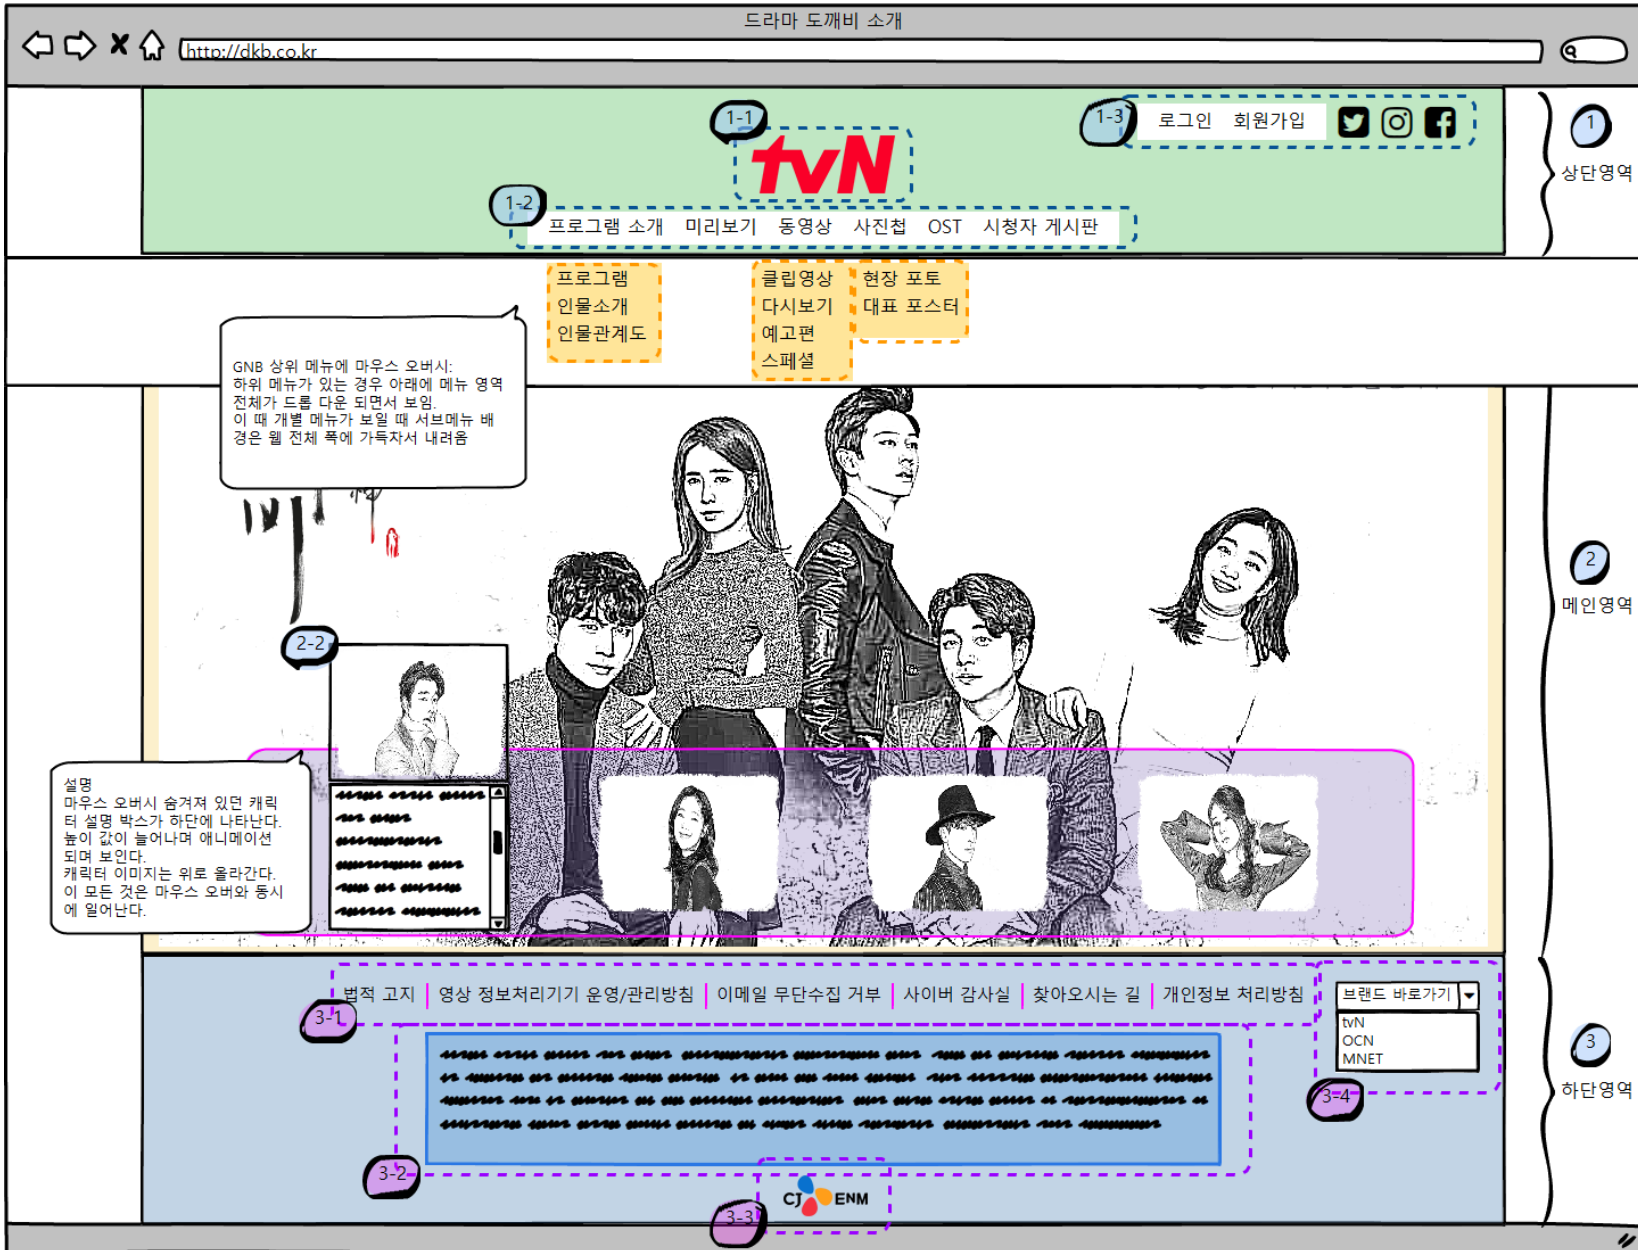 드라마 도깨비 소개
http://dkb.co.kr
1-1
1-3
로그인 회원가입
tvN
1
상단영역
1-2
프로그램 소개 미리보기 동영상 사진첩 OST 시청자 게시판
프로그램
인물소개
인물관계도
클립영상
다시보기
예고편
스페셜
현장 포토
대표 포스터
GNB 상위 메뉴에 마우스 오버시:
하위 메뉴가 있는 경우 아래에 메뉴 영역
전체가 드롭 다운 되면서 보임.
이 때 개별 메뉴가 보일 때 서브메뉴 배
경은 웹 전체 폭에 가득차서 내려옴
2
메인영역
2-2
설명
마우스 오버시 숨겨져 있던 캐릭
터 설명 박스가 하단에 나타난다.
높이 값이 늘어나며 애니메이션
되며 보인다.
캐릭터 이미지는 위로 올라간다.
이 모든 것은 마우스 오버와 동시
에 일어난다.
법적 고지 | 영상 정보처리기기 운영/관리방침 | 이메일 무단수집 거부 | 사이버 감사실 | 찾아오시는 길 | 개인정보 처리방침
브랜드 바로가기
tvN
OCN
MNET
3-1
3
하단영역
3-4
3-2
CJ ENM
3-3